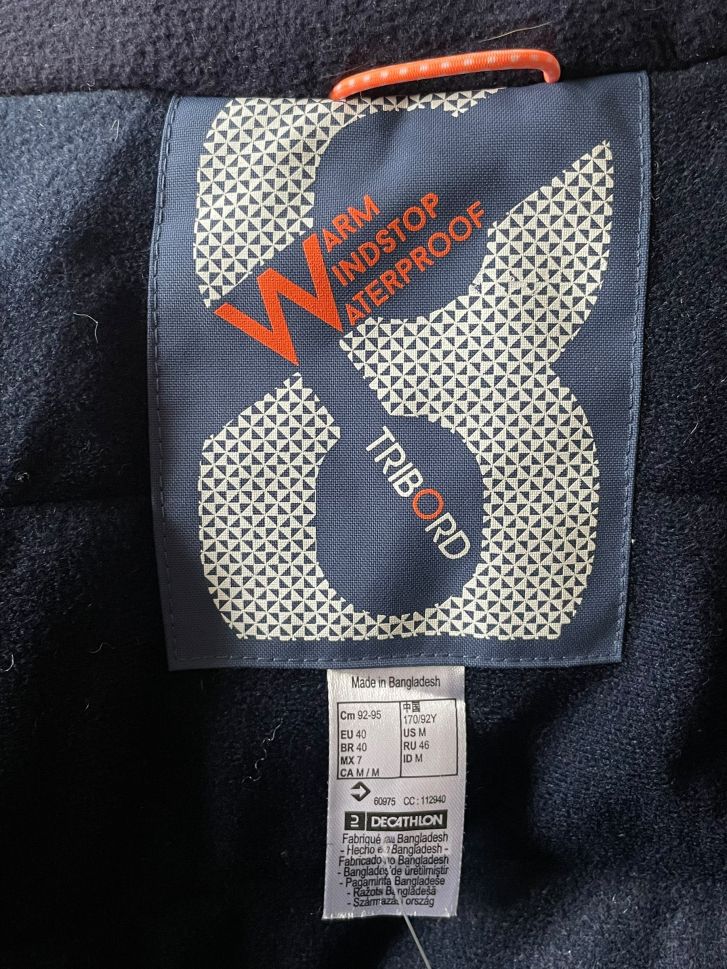 WARM
WINDSTOP
WATERPROOF
TRIBORD
Made in Bangladesh
Cm 92-95
EU 40
BR 40
MX 7
CA M / M
中国
170/92Y
US M
RU 46
ID M
60975 CC : 112940
DECATHLON
Fabriqué au Bangladesh
- Hecho en Bangladesh -
Fabricado no Bangladesh
- Bangladeş'de üretilmiştir
- Pagaminta Bangladeše
- Ražots Bangladešā
- Származási ország